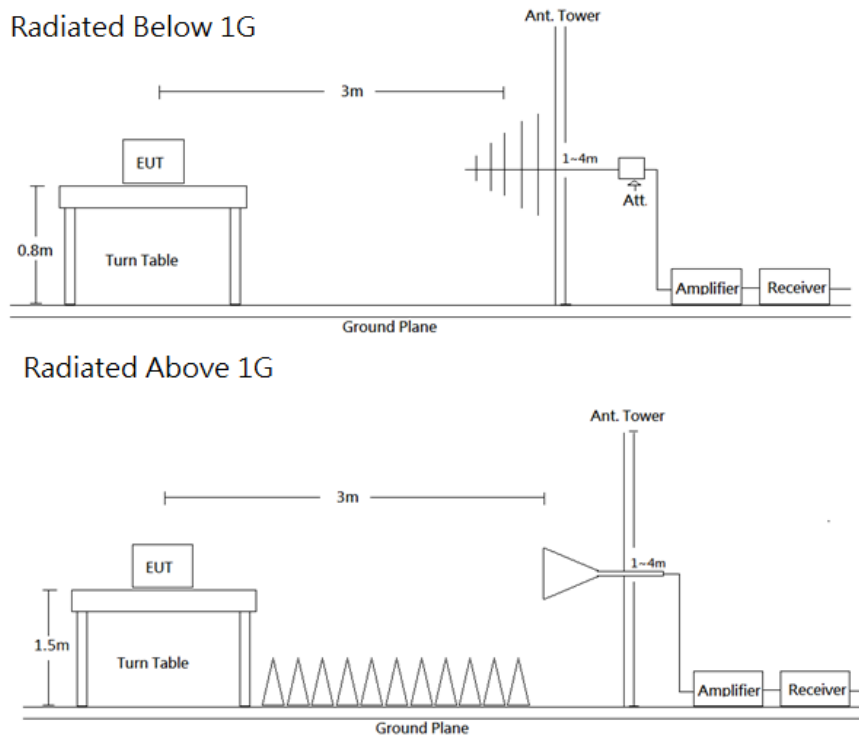 Radiated Below 1G
Ant. Tower
3m
EUT
1~4m
Att.
0.8m
Turn Table
Amplifier
Receiver
Ground Plane
Radiated Above 1G
Ant. Tower
3m
EUT
1~4m
1.5m
Turn Table
Amplifier
Receiver
Ground Plane